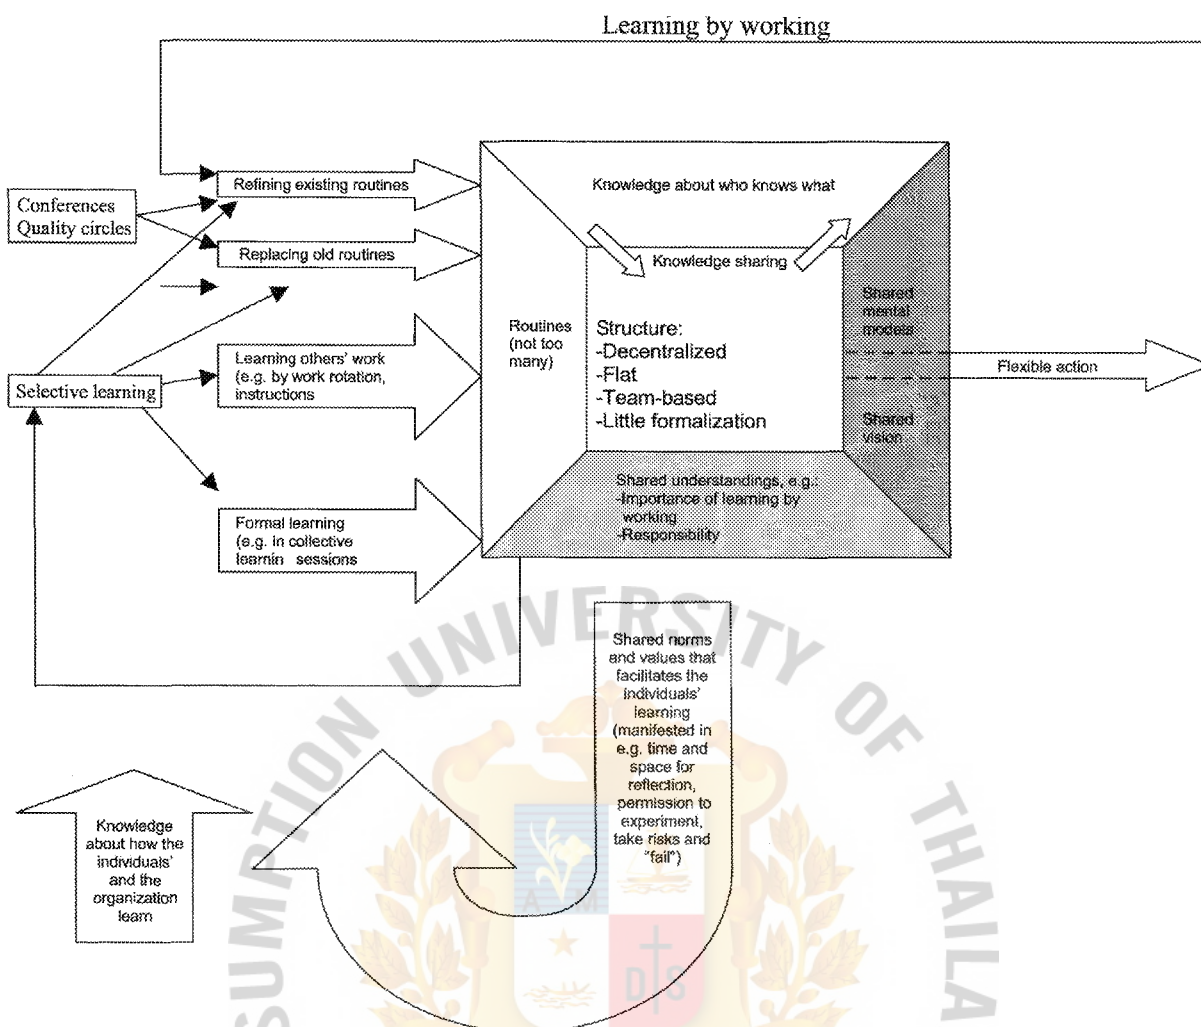 Learning by working
Refining existing routines
Conferences
Quality circles
Replacing old routines
Selective learning
Learning others' work
(e.g. by work rotation,
instructions
Formal learning
(e.g. in collective
learnin sessions
Knowledge about who knows what
Knowledge sharing
Routines
(not too
many)
Structure:
-Decentralized
-Flat
-Team-based
-Little formalization
Shared
mental
models
Shared
vision
Flexible action
Shared understandings, e.g.:
-Importance of learning by
working
-Responsibility
Shared norms
and values that
facilitates the
individuals'
learning
(manifested in
e.g. time and
space for
reflection,
permission to
experiment,
take risks and
"fail")
Knowledge
about how the
individuals'
and the
organization
learn
SUMPTION UNIVERSITY OF THAILA
A M
D S